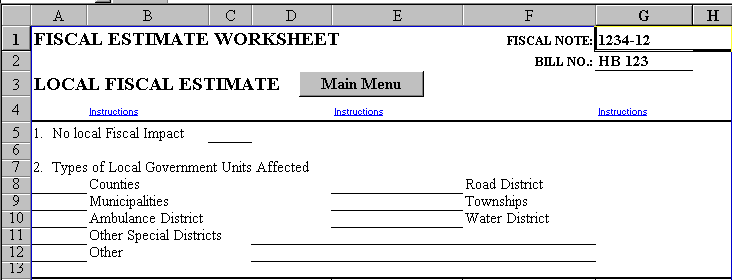 A B C D E F G H
1 FISCAL ESTIMATE WORKSHEET FISCAL NOTE: 1234-12
2 BILL NO.: HB 123
3 LOCAL FISCAL ESTIMATE Main Menu
4 Instructions Instructions Instructions
5 1. No local Fiscal Impact
6
7 2. Types of Local Government Units Affected
8 Counties Road District
9 Municipalities Townships
10 Ambulance District Water District
11 Other Special Districts
12 Other
13